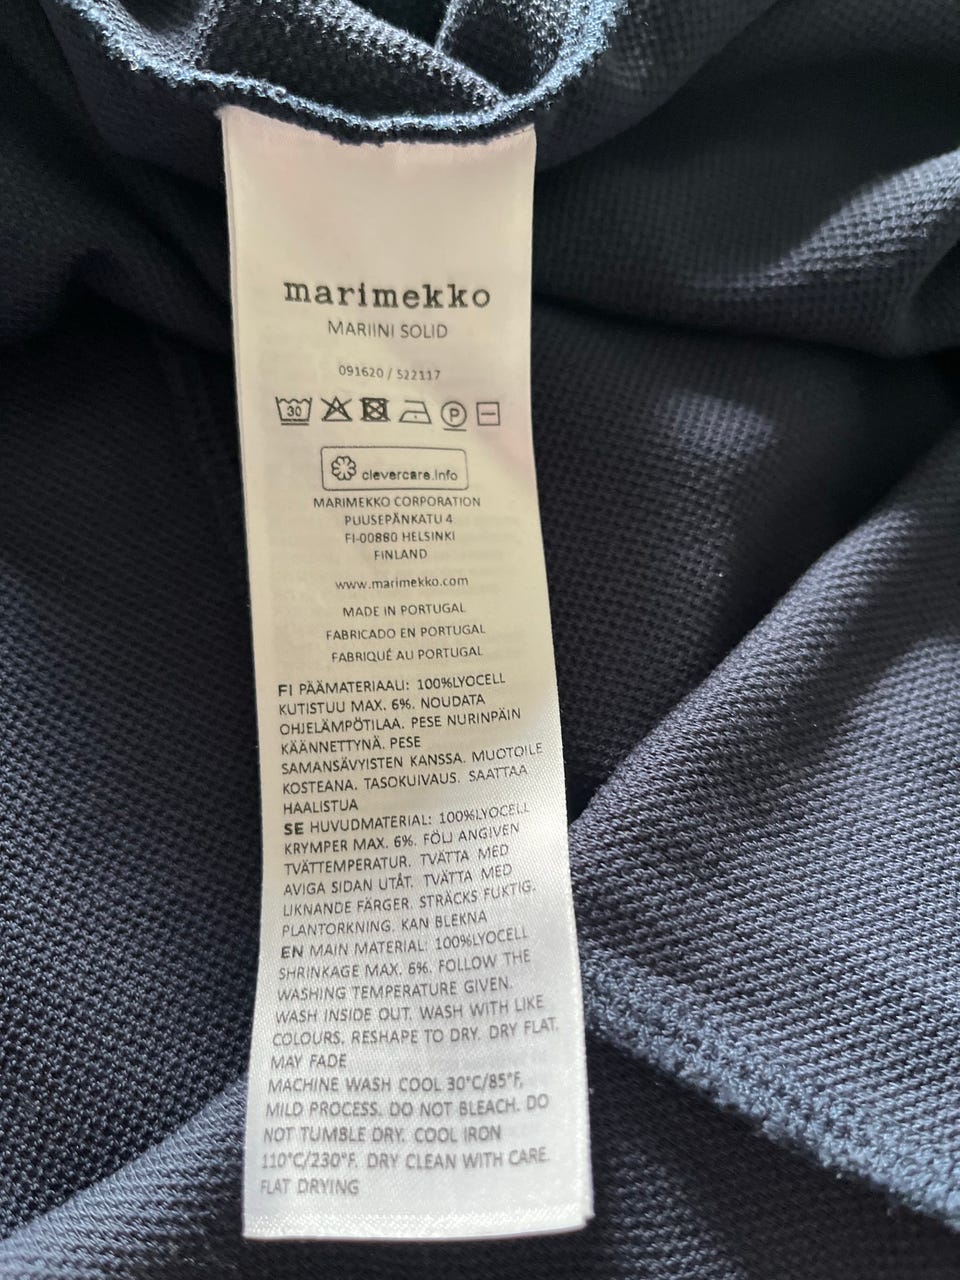 marimekko
MARIINI SOLID
091620 / S22117
30 P
clevercare.info
MARIMEKKO CORPORATION
PUUSEPÄNKATU 4
FI-00880 HELSINKI
FINLAND
www.marimekko.com
MADE IN PORTUGAL
FABRICADO EN PORTUGAL
FABRIQUÉ AU PORTUGAL
FI PÄÄMATERIAALI: 100%LYOCELL
KUTISTUU MAX. 6%. NOUDATA
OHJELÄMPÖTILAA. PESE NURINPÄIN
KÄÄNNETTYNÄ. PESE
SAMANSÄVYISTEN KANSSA. MUOTOILE
KOSTEANA. TASOKUIVAUS. SAATTAA
HAALISTUA
SE HUVUDMATERIAL: 100%LYOCELL
KRYMPER MAX. 6%. FÖLJ ANGIVEN
TVÄTTEMPERATUR. TVÄTTA MED
AVIGA SIDAN UTÅT. TVÄTTA MED
LIKNANDE FÄRGER. STRÄCKS FUKTIG.
PLANTORKNING. KAN BLEKNA
EN MAIN MATERIAL: 100%LYOCELL
SHRINKAGE MAX. 6%. FOLLOW THE
WASHING TEMPERATURE GIVEN.
WASH INSIDE OUT. WASH WITH LIKE
COLOURS. RESHAPE TO DRY. DRY FLAT.
MAY FADE
MACHINE WASH COOL 30°C/85°F,
MILD PROCESS. DO NOT BLEACH. DO
NOT TUMBLE DRY. COOL IRON
110°C/230°F. DRY CLEAN WITH CARE.
FLAT DRYING